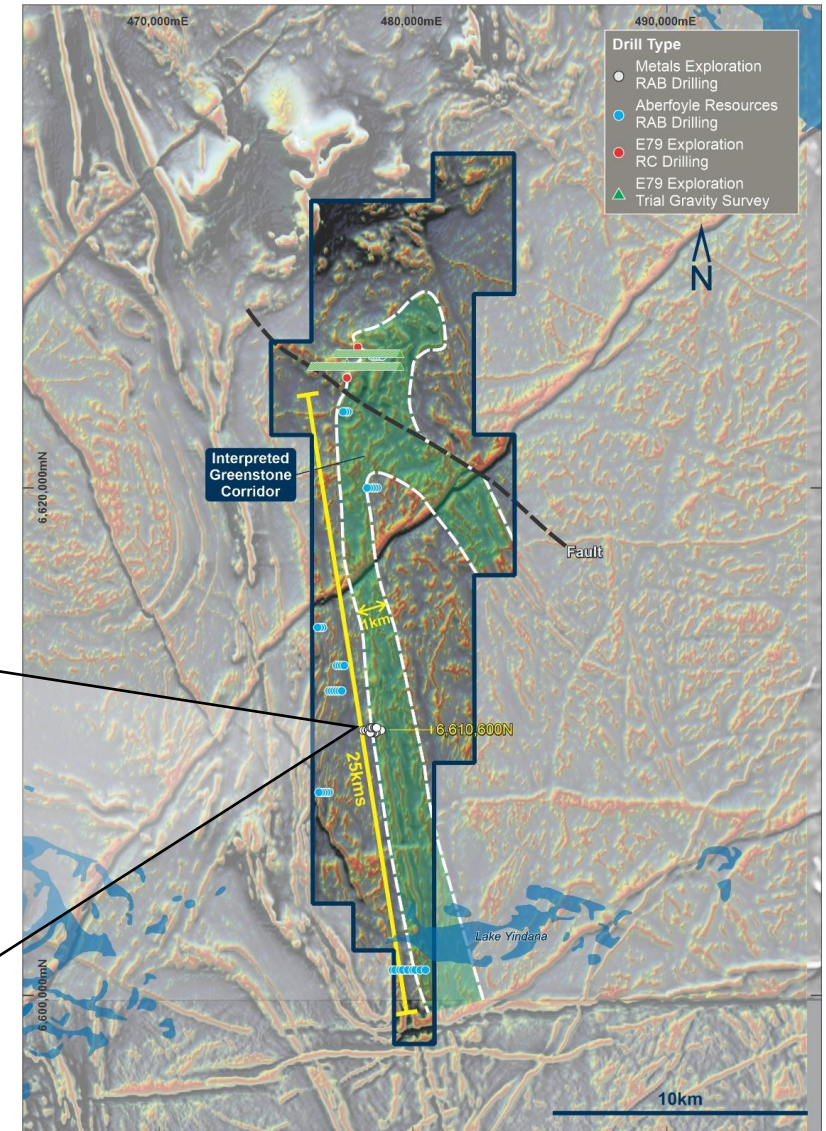 470,000mE
480,000mE
490,000mE
Drill Type
Metals Exploration
RAB Drilling
Aberfoyle Resources
RAB Drilling
E79 Exploration
RC Drilling
E79 Exploration
Trial Gravity Survey
N
6,620,000mN
Interpreted
Greenstone
Corridor
Fault
1km
6,610,600N
25kms
Lake Yindana
6,600,000mN
10km